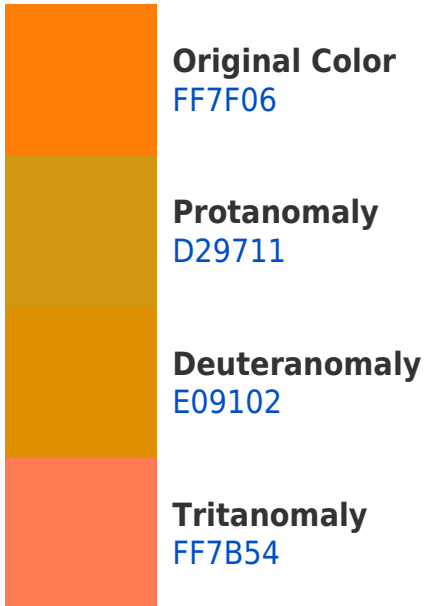 Original Color
FF7F06
Protanomaly
D29711
Deuteranomaly
E09102
Tritanomaly
FF7B54